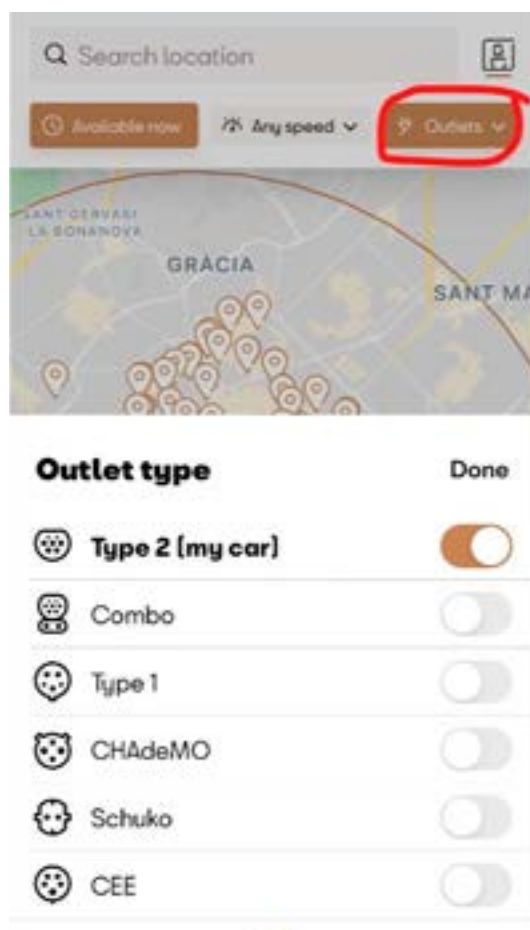 Search location
Available now
Any speed
Outlets
SANT GERVASI
LA BONANOVA
GRÀCIA
SANT MA
Outlet type
Done
Type 2 (my car)
Combo
Type 1
CHAdeMO
Schuko
CEE